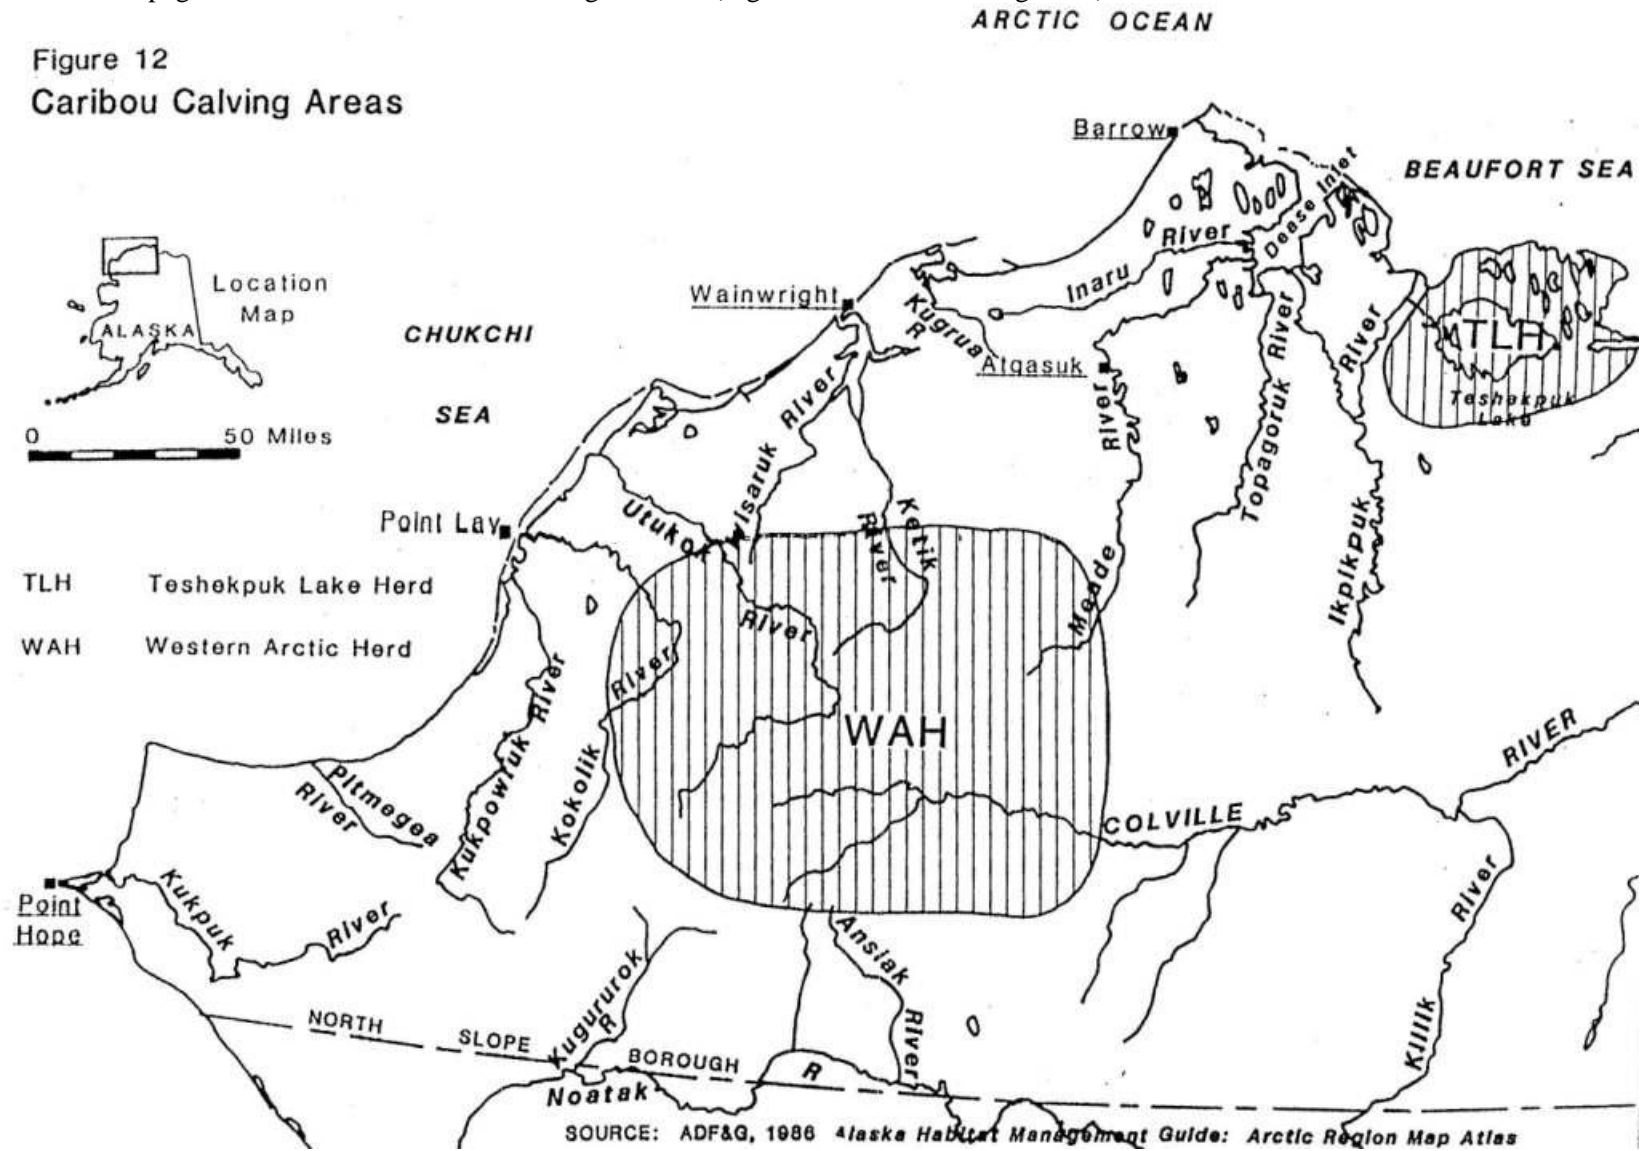 ARCTIC OCEAN
Figure 12
Caribou Calving Areas
Barrow
BEAUFORT SEA
Dease Inlet
Inaru River
Location
Map
ALASKA
Wainwright
Kugrua
R
Atqasuk
CHUKCHI
SEA
0 50 Miles
River
TLH
Teshekpuk
Lake
River
River
Topagoruk River
Ikpikpuk
Avisaruk
Point Lay
Utukok
River
Ketik
River
Meade
TLH Teshekpuk Lake Herd
WAH Western Arctic Herd
WAH
River
Kokolik
Kukpowruk River
Pitmegea
River
COLVILLE
RIVER
Point
Hope
Kukpuk
River
Ansiak
River
Killik
River
Kugururok
R
NORTH SLOPE BOROUGH
Noatak
R
SOURCE: ADF&G, 1986 Alaska Habitat Management Guide: Arctic Region Map Atlas